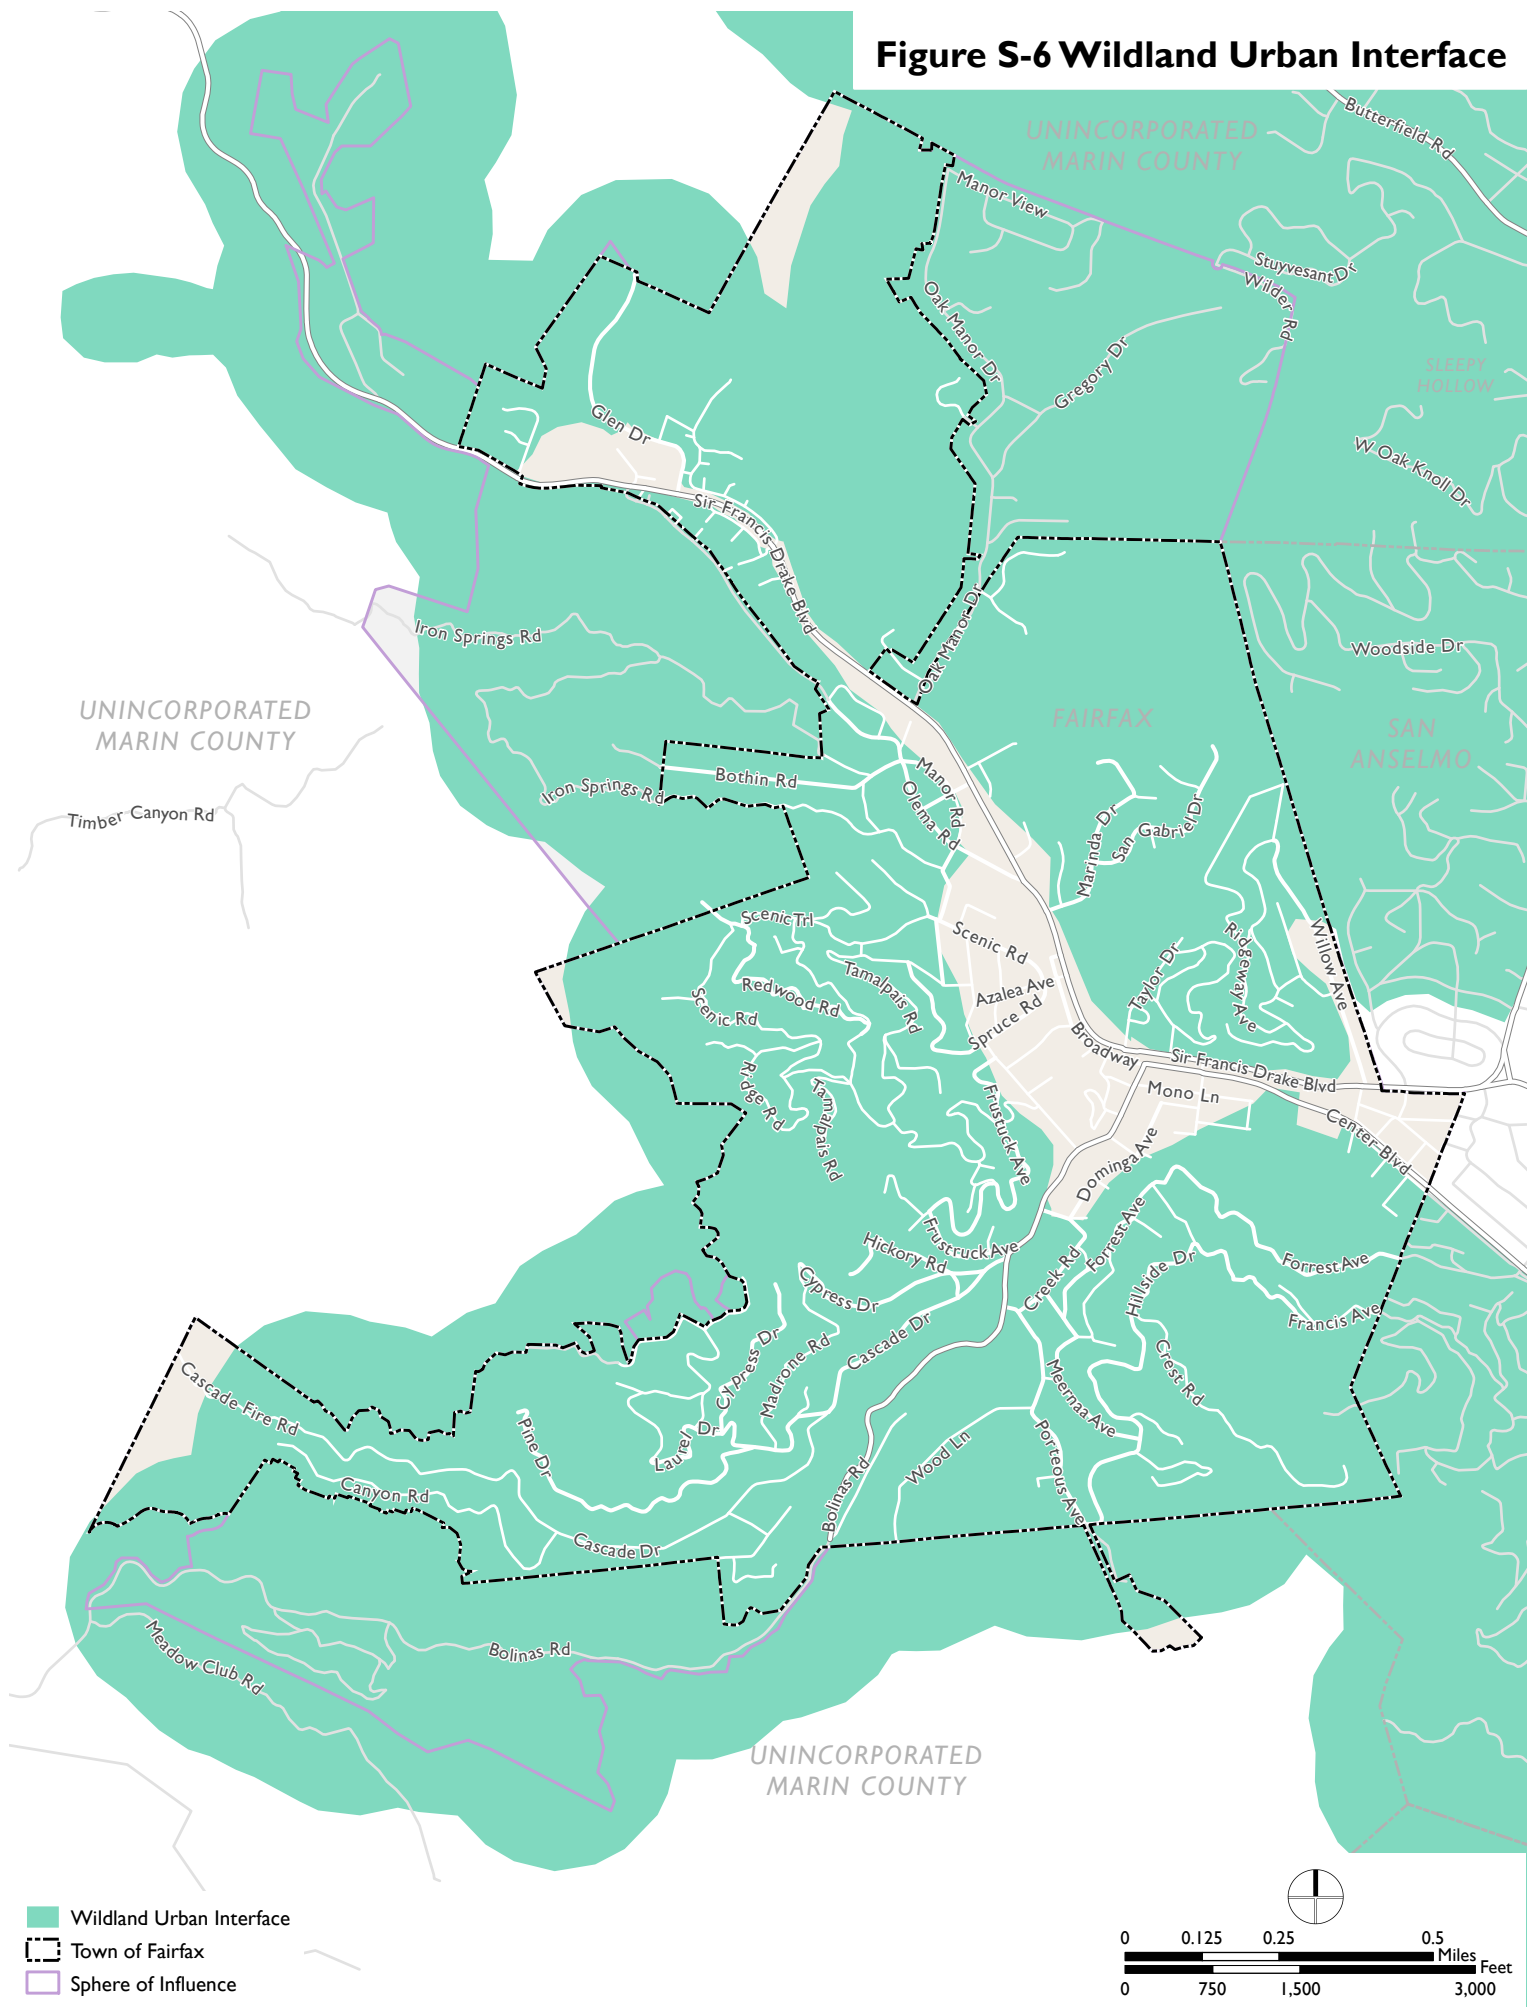 Figure S-6 Wildland Urban Interface
Butterfield Rd
UNINCORPORATED
MARIN COUNTY
Manor View
Stuyvesant Dr
Wilder Rd
Oak Manor Dr
Gregory Dr
SLEEPY
HOLLOW
Glen Dr
W Oak Knoll Dr
Sir Francis Drake Blvd
Iron Springs Rd
Oak Manor Dr
Woodside Dr
UNINCORPORATED
MARIN COUNTY
FAIRFAX
SAN
ANSELMO
Bothin Rd
Manor Rd
Iron Springs Rd
Olema Rd
Timber Canyon Rd
Marinda Dr
San Gabriel Dr
Scenic Trl
Scenic Rd
Willow Ave
Ridgeway Ave
Taylor Dr
Tamalpais Rd
Redwood Rd
Azalea Ave
Scenic Rd
Spruce Rd
Broadway
Sir Francis Drake Blvd
Ridge Rd
Tamalpais Rd
Mono Ln
Frustuck Ave
Center Blvd
Dominga Ave
Forrest Ave
Frustruck Ave
Hickory Rd
Creek Rd
Hillside Dr
Forrest Ave
Cypress Dr
Francis Ave
Cascade Dr
Cypress Dr
Madrone Rd
Crest Rd
Meernaa Ave
Cascade Fire Rd
Pine Dr
Laurel Dr
Porteous Ave
Wood Ln
Canyon Rd
Bolinas Rd
Cascade Dr
Meadow Club Rd
Bolinas Rd
UNINCORPORATED
MARIN COUNTY
Wildland Urban Interface
Town of Fairfax
Sphere of Influence
0 0.125 0.25 0.5
Miles
Feet
0 750 1,500 3,000